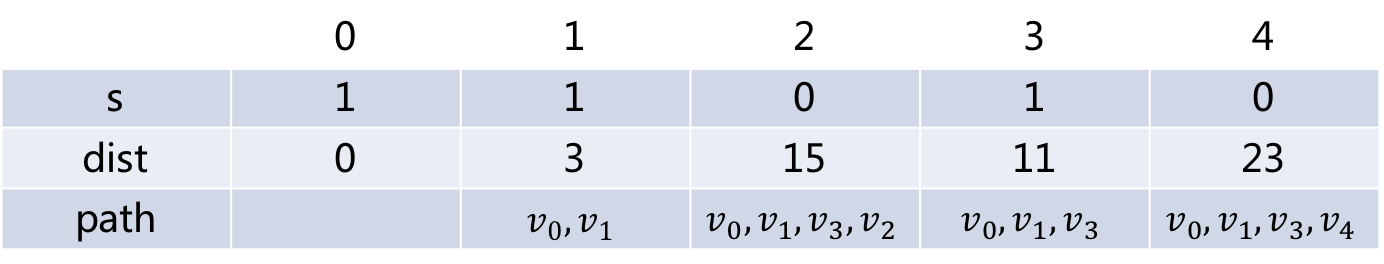 0 1 2 3 4
s 1 1 0 1 0
dist 0 3 15 11 23
path v₀, v₁ v₀, v₁, v₃, v₂ v₀, v₁, v₃ v₀, v₁, v₃, v₄